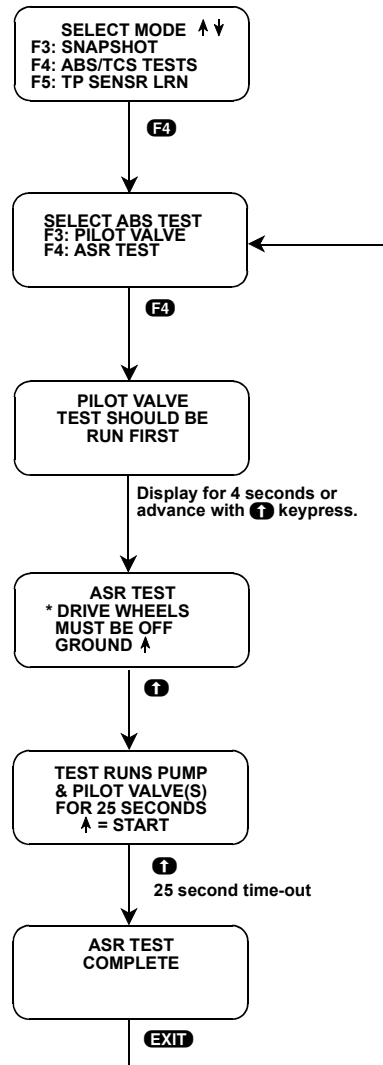 SELECT MODE ↑↓
F3: SNAPSHOT
F4: ABS/TCS TESTS
F5: TP SENSR LRN
F4
SELECT ABS TEST
F3: PILOT VALVE
F4: ASR TEST
F4
PILOT VALVE
TEST SHOULD BE
RUN FIRST
Display for 4 seconds or
advance with ⬆ keypress.
ASR TEST
* DRIVE WHEELS
MUST BE OFF
GROUND ↑
⬆
TEST RUNS PUMP
& PILOT VALVE(S)
FOR 25 SECONDS
↑ = START
⬆
25 second time-out
ASR TEST
COMPLETE
EXIT